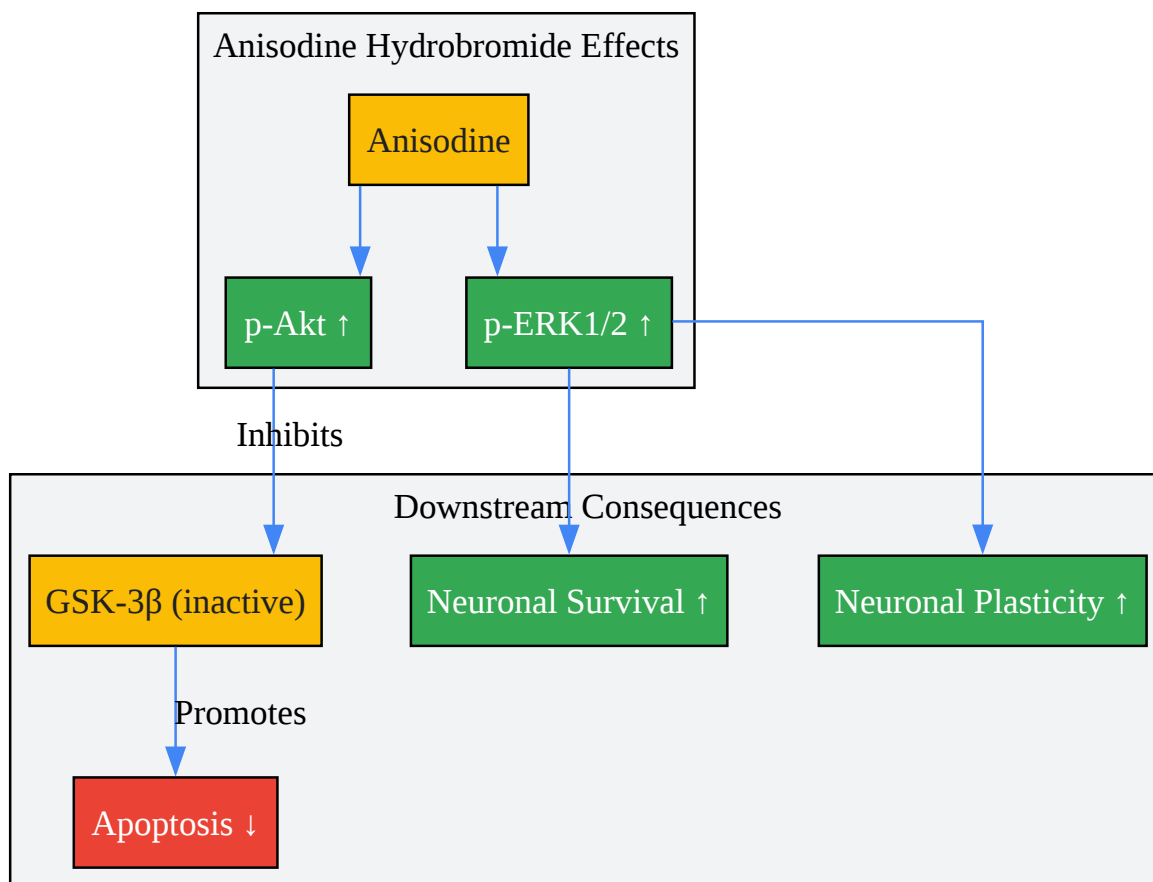 Anisodine Hydrobromide Effects
Anisodine
p-Akt ↑
p-ERK1/2 ↑
Inhibits
Downstream Consequences
GSK-3β (inactive)
Neuronal Survival ↑
Neuronal Plasticity ↑
Promotes
Apoptosis ↓